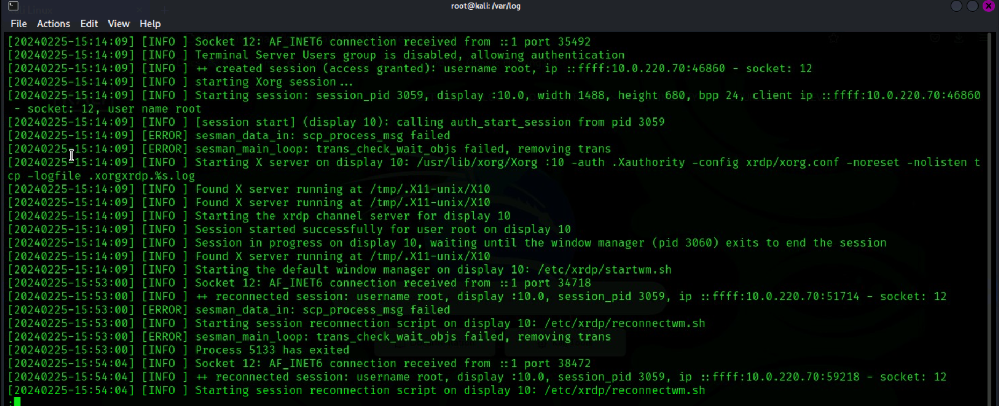 root@kali: /var/log
File Actions Edit View Help
[20240225-15:14:09] [INFO ] Socket 12: AF_INET6 connection received from ::1 port 35492
[20240225-15:14:09] [INFO ] Terminal Server Users group is disabled, allowing authentication
[20240225-15:14:09] [INFO ] ++ created session (access granted): username root, ip ::ffff:10.0.220.70:46860 - socket: 12
[20240225-15:14:09] [INFO ] starting Xorg session...
[20240225-15:14:09] [INFO ] Starting session: session_pid 3059, display :10.0, width 1488, height 680, bpp 24, client ip ::ffff:10.0.220.70:46860
 - socket: 12, user name root
[20240225-15:14:09] [INFO ] [session start] (display 10): calling auth_start_session from pid 3059
[20240225-15:14:09] [ERROR] sesman_data_in: scp_process_msg failed
[20240225-15:14:09] [ERROR] sesman_main_loop: trans_check_wait_objs failed, removing trans
[20240225-15:14:09] [INFO ] Starting X server on display 10: /usr/lib/xorg/Xorg :10 -auth .Xauthority -config xrdp/xorg.conf -noreset -nolisten t
cp -logfile .xorgxrdp.%s.log
[20240225-15:14:09] [INFO ] Found X server running at /tmp/.X11-unix/X10
[20240225-15:14:09] [INFO ] Found X server running at /tmp/.X11-unix/X10
[20240225-15:14:09] [INFO ] Starting the xrdp channel server for display 10
[20240225-15:14:09] [INFO ] Session started successfully for user root on display 10
[20240225-15:14:09] [INFO ] Session in progress on display 10, waiting until the window manager (pid 3060) exits to end the session
[20240225-15:14:09] [INFO ] Found X server running at /tmp/.X11-unix/X10
[20240225-15:14:09] [INFO ] Starting the default window manager on display 10: /etc/xrdp/startwm.sh
[20240225-15:53:00] [INFO ] Socket 12: AF_INET6 connection received from ::1 port 34718
[20240225-15:53:00] [INFO ] ++ reconnected session: username root, display :10.0, session_pid 3059, ip ::ffff:10.0.220.70:51714 - socket: 12
[20240225-15:53:00] [ERROR] sesman_data_in: scp_process_msg failed
[20240225-15:53:00] [INFO ] Starting session reconnection script on display 10: /etc/xrdp/reconnectwm.sh
[20240225-15:53:00] [ERROR] sesman_main_loop: trans_check_wait_objs failed, removing trans
[20240225-15:53:00] [INFO ] Process 5133 has exited
[20240225-15:54:04] [INFO ] Socket 12: AF_INET6 connection received from ::1 port 38472
[20240225-15:54:04] [INFO ] ++ reconnected session: username root, display :10.0, session_pid 3059, ip ::ffff:10.0.220.70:59218 - socket: 12
[20240225-15:54:04] [INFO ] Starting session reconnection script on display 10: /etc/xrdp/reconnectwm.sh
: